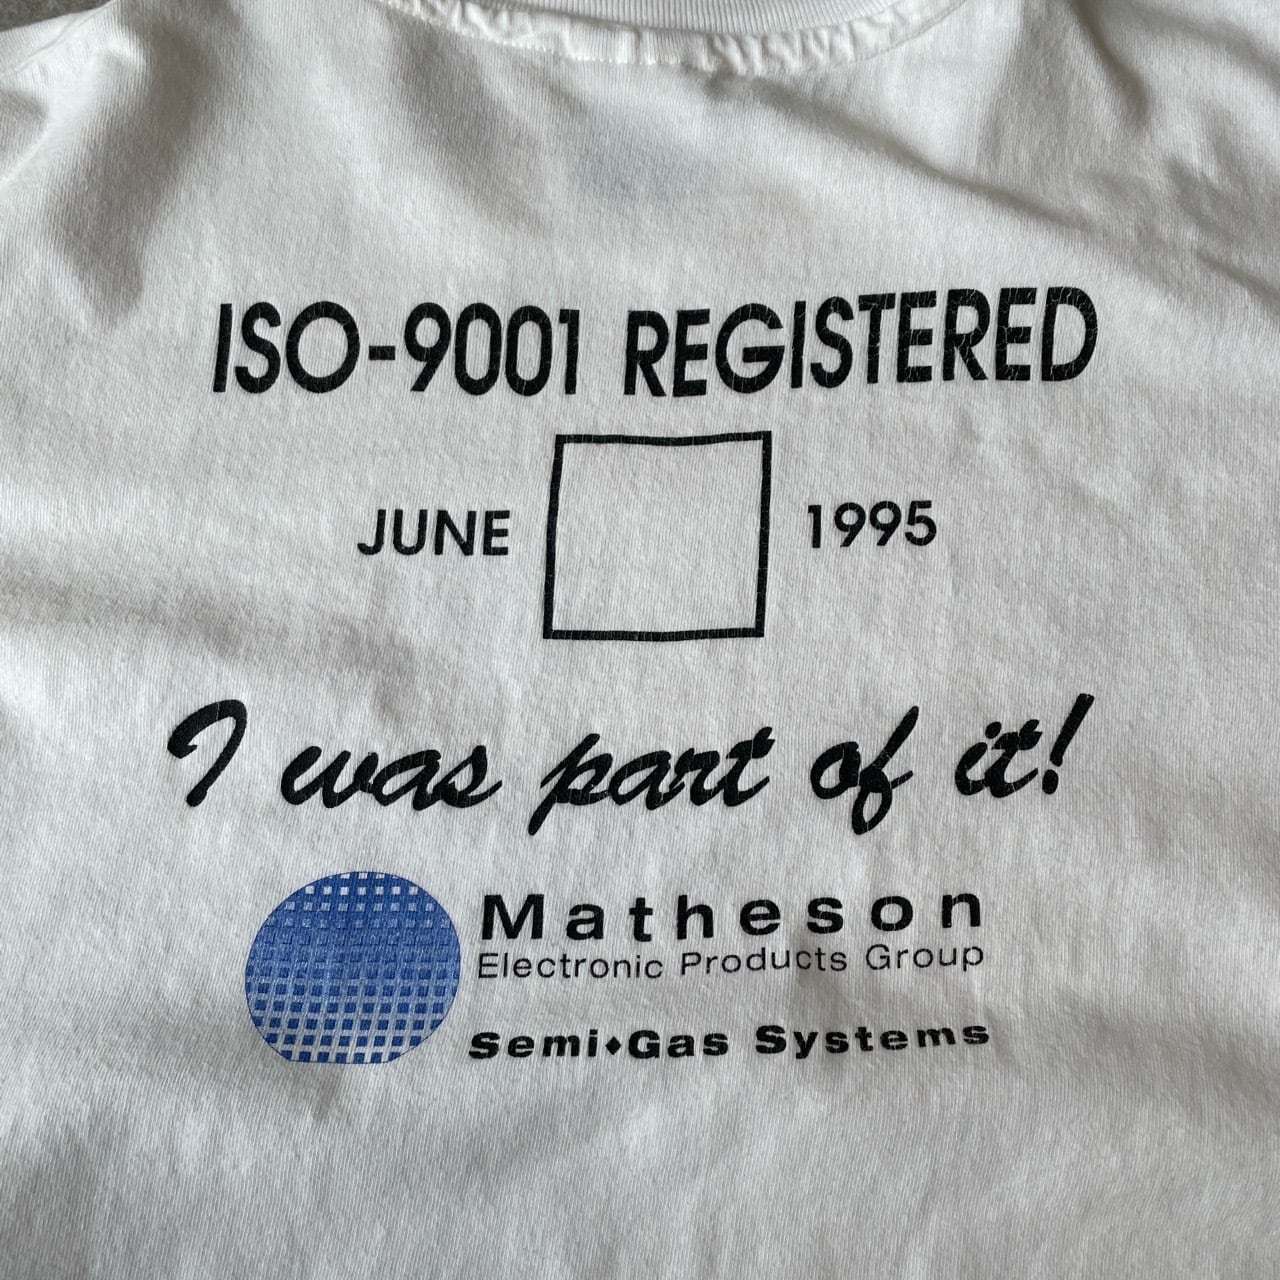 ISO-9001 REGISTERED
JUNE 1995
I was part of it!
Matheson
Electronic Products Group
Semi♦Gas Systems